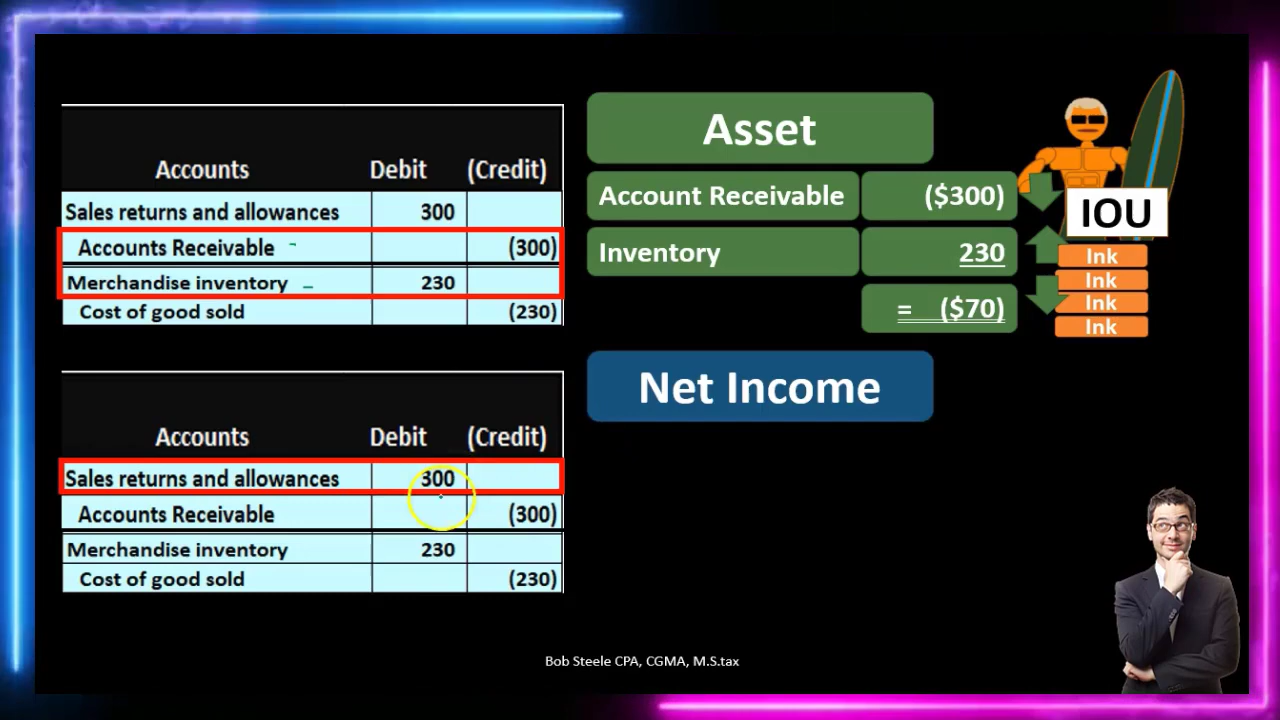 Accounts Debit (Credit)
Sales returns and allowances 300
Accounts Receivable (300)
Merchandise inventory 230
Cost of good sold (230)
Asset
Account Receivable ($300)
Inventory 230
= ($70)
IOU
Ink
Ink
Ink
Ink
Net Income
Accounts Debit (Credit)
Sales returns and allowances 300
Accounts Receivable (300)
Merchandise inventory 230
Cost of good sold (230)
Bob Steele CPA, CGMA, M.S.tax